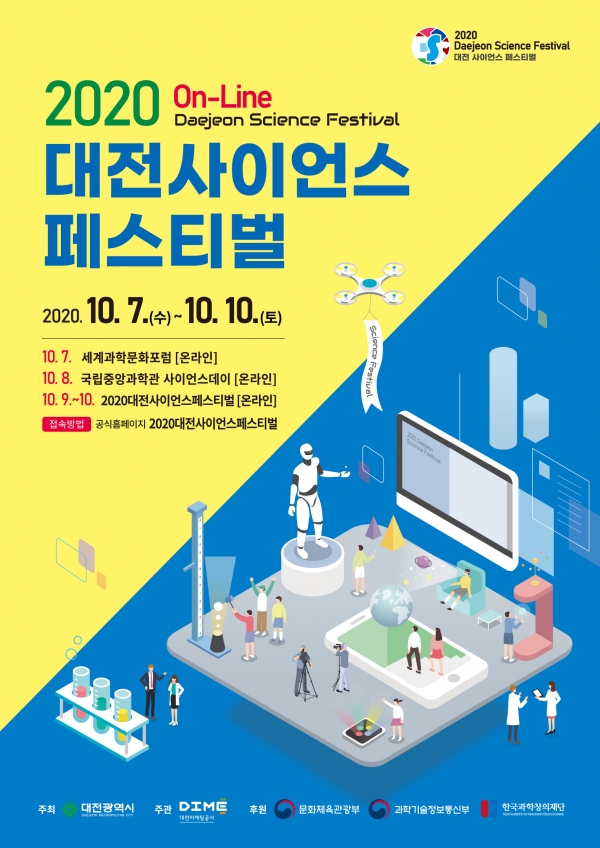 2020
Daejeon Science Festival
대전 사이언스 페스티벌
2020 On-Line
Daejeon Science Festival
대전사이언스
페스티벌
2020. 10. 7.(수) ~ 10. 10.(토)
10. 7. 세계과학문화포럼 [온라인]
10. 8. 국립중앙과학관 사이언스데이 [온라인]
10. 9.~10. 2020대전사이언스페스티벌 [온라인]
접속방법 공식홈페이지 2020대전사이언스페스티벌
Science Festival
2020 Daejeon
Science Festival
주최 대전광역시 주관 DIME 후원 문화체육관광부 과학기술정보통신부 한국과학창의재단
DAEJEON METROPOLITAN CITY 대전마케팅공사